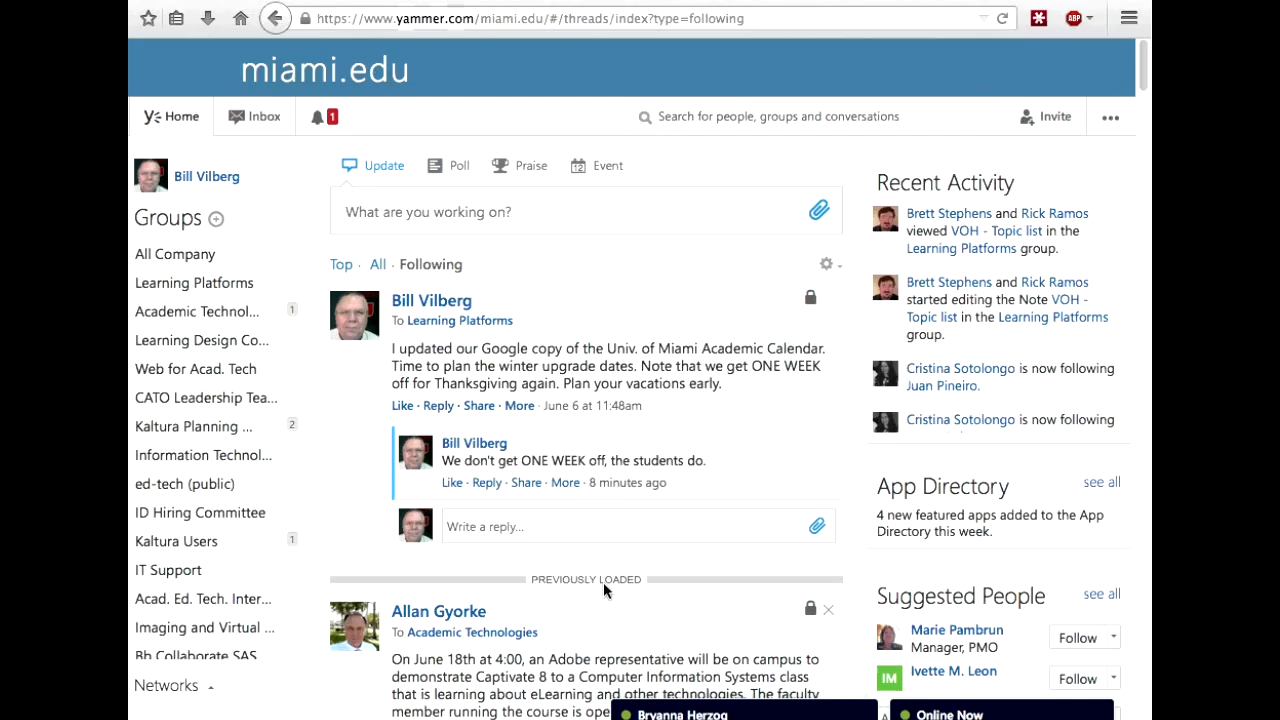 https://www.yammer.com/miami.edu/#/threads/index?type=following
ABP
miami.edu
Home
Inbox
1
Search for people, groups and conversations
Invite
Bill Vilberg
Groups
All Company
Learning Platforms
Academic Technol... 1
Learning Design Co...
Web for Acad. Tech
CATO Leadership Tea...
Kaltura Planning ... 2
Information Technol...
ed-tech (public)
ID Hiring Committee
Kaltura Users 1
IT Support
Acad. Ed. Tech. Inter...
Imaging and Virtual ...
Bb Collaborate SAS
Networks
Update
Poll
Praise
12 Event
What are you working on?
Top · All · Following
Bill Vilberg
To Learning Platforms
I updated our Google copy of the Univ. of Miami Academic Calendar.
Time to plan the winter upgrade dates. Note that we get ONE WEEK
off for Thanksgiving again. Plan your vacations early.
Like · Reply · Share · More · June 6 at 11:48am
Bill Vilberg
We don't get ONE WEEK off, the students do.
Like · Reply · Share · More · 8 minutes ago
Write a reply...
PREVIOUSLY LOADED
Allan Gyorke
To Academic Technologies
On June 18th at 4:00, an Adobe representative will be on campus to
demonstrate Captivate 8 to a Computer Information Systems class
that is learning about eLearning and other technologies. The faculty
member running the course is ope
Recent Activity
Brett Stephens and Rick Ramos
viewed VOH - Topic list in the
Learning Platforms group.
Brett Stephens and Rick Ramos
started editing the Note VOH -
Topic list in the Learning Platforms
group.
Cristina Sotolongo is now following
Juan Pineiro.
Cristina Sotolongo is now following
App Directory
see all
4 new featured apps added to the App
Directory this week.
Suggested People
see all
Marie Pambrun
Manager, PMO
Follow
IM
Ivette M. Leon
Follow
Bryanna Herzog
Online Now